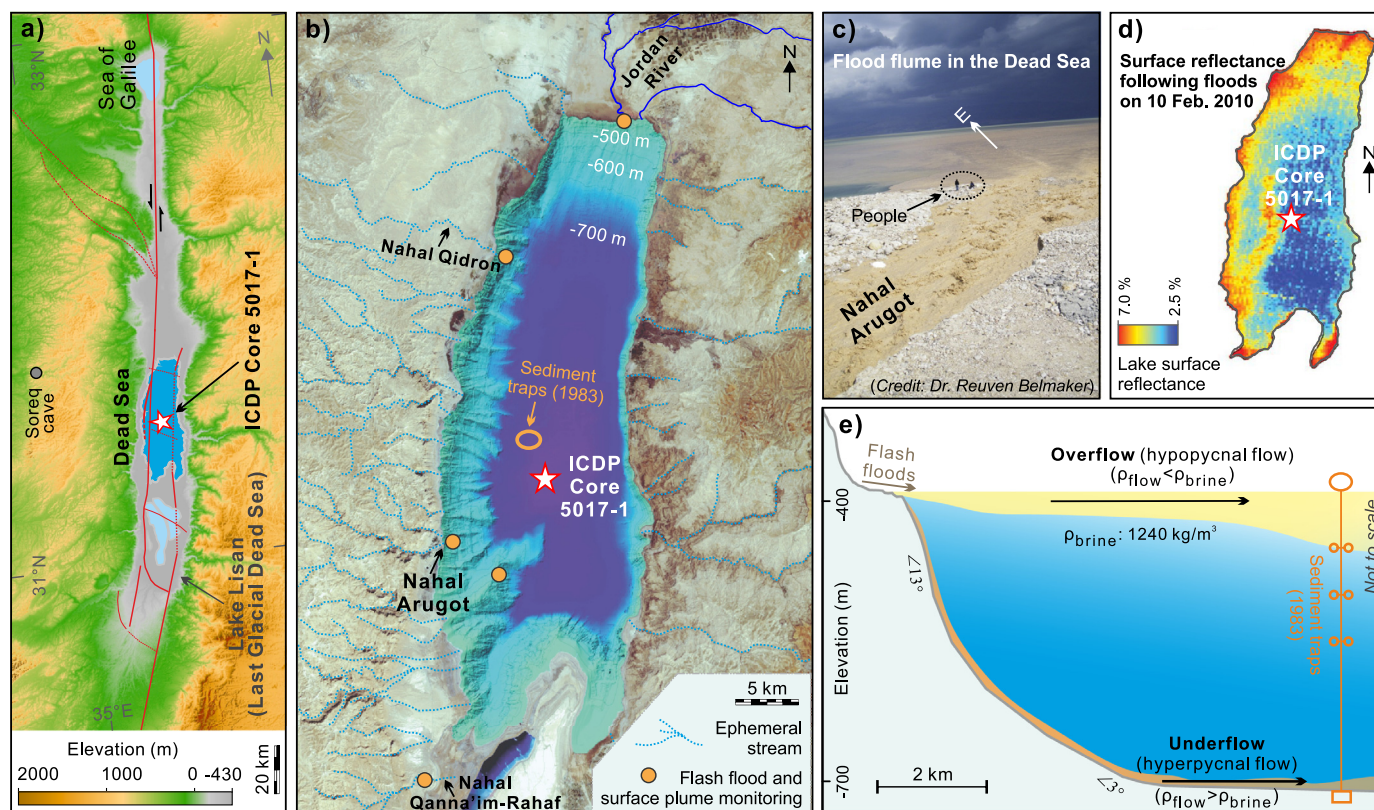 a)
N
33°N
Sea of
Galilee
Soreq
cave
Dead Sea
ICDP Core 5017-1
31°N
Lake Lisan
(Last Glacial Dead Sea)
35°E
Elevation (m)
2000 1000 0 -430
20 km
b)
Jordan
River
N
-500 m
-600 m
-700 m
Nahal Qidron
Sediment
traps (1983)
ICDP
Core
5017-1
Nahal
Arugot
5 km
Ephemeral
stream
Flash flood and
surface plume monitoring
Nahal
Qanna'im-Rahaf
c)
Flood flume in the Dead Sea
E
People
Nahal
Arugot
(Credit: Dr. Reuven Belmaker)
d)
Surface reflectance
following floods
on 10 Feb. 2010
ICDP
Core
5017-1
N
7.0 %
2.5 %
Lake surface
reflectance
e)
Flash
floods
Overflow (hypopycnal flow)
(ρflow<ρbrine)
ρbrine: 1240 kg/m³
-400
Elevation (m)
-700
∠13°
∠3°
2 km
Underflow
(hyperpycnal flow)
(ρflow>ρbrine)
Sediment traps
(1983)
Not to scale